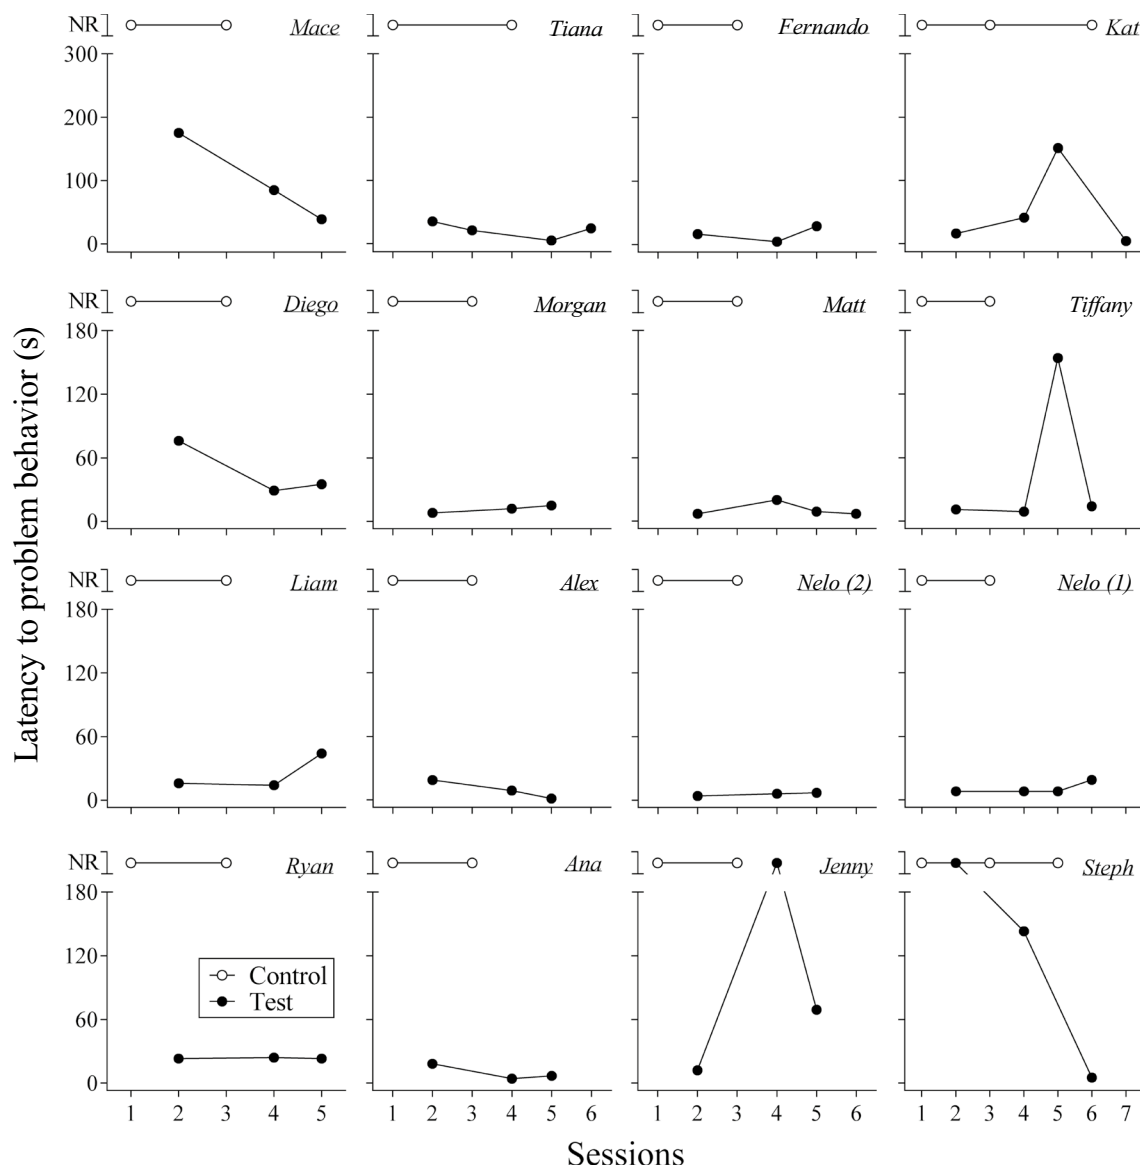 NR Mace Tiana Fernando Kat
300
200
100
0
NR Diego Morgan Matt Tiffany
180
120
60
0
NR Liam Alex Nelo (2) Nelo (1)
180
120
60
0
NR Ryan Ana Jenny Steph
180
120
60
0
Control
Test
1 2 3 4 5 1 2 3 4 5 6 1 2 3 4 5 6 1 2 3 4 5 6 7
Latency to problem behavior (s)
Sessions